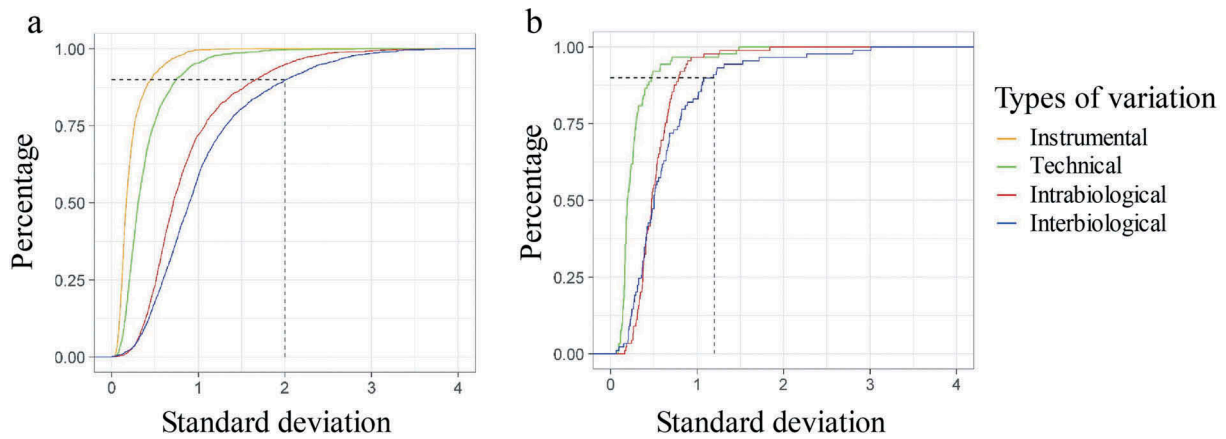 a
1.00
0.75
0.50
0.25
0.00
Percentage
0 1 2 3 4
Standard deviation
b
1.00
0.75
0.50
0.25
0.00
Percentage
0 1 2 3 4
Standard deviation
Types of variation
Instrumental
Technical
Intrabiological
Interbiological